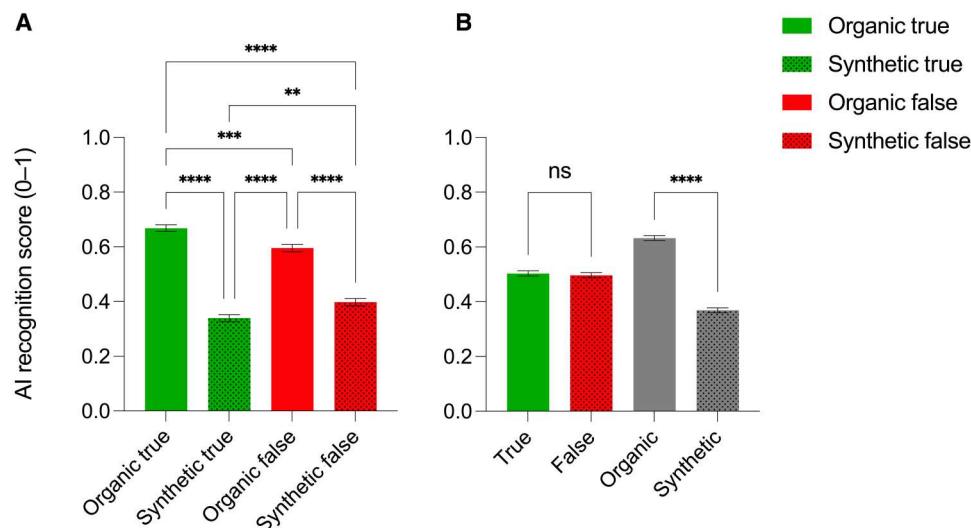 A
B
Organic true
Synthetic true
Organic false
Synthetic false
AI recognition score (0–1)
****
**
***
**** **** ****
1.0
0.8
0.6
0.4
0.2
0.0
Organic true
Synthetic true
Organic false
Synthetic false
ns
****
1.0
0.8
0.6
0.4
0.2
0.0
True
False
Organic
Synthetic